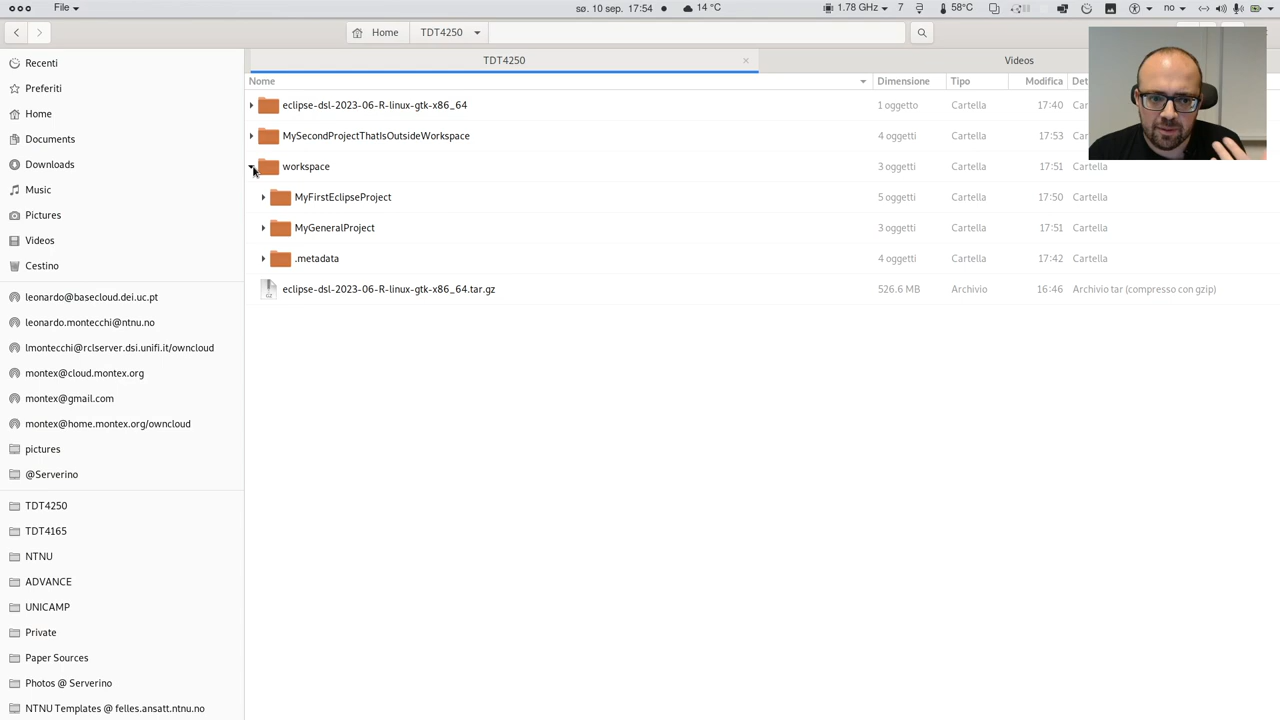 File
sø. 10 sep. 17:54
14 °C
1.78 GHz
7
58°C
no
Home
TDT4250
Recenti
Preferiti
Home
Documents
Downloads
Music
Pictures
Videos
Cestino
leonardo@basecloud.dei.uc.pt
leonardo.montecchi@ntnu.no
lmontecchi@rclserver.dsi.unifi.it/owncloud
montex@cloud.montex.org
montex@gmail.com
montex@home.montex.org/owncloud
pictures
@Serverino
TDT4250
TDT4165
NTNU
ADVANCE
UNICAMP
Private
Paper Sources
Photos @ Serverino
NTNU Templates @ felles.ansatt.ntnu.no
TDT4250
Videos
Nome Dimensione Tipo Modifica Det
eclipse-dsl-2023-06-R-linux-gtk-x86_64 1 oggetto Cartella 17:40 Car
MySecondProjectThatIsOutsideWorkspace 4 oggetti Cartella 17:53 Cartella
workspace 3 oggetti Cartella 17:51 Cartella
MyFirstEclipseProject 5 oggetti Cartella 17:50 Cartella
MyGeneralProject 3 oggetti Cartella 17:51 Cartella
.metadata 4 oggetti Cartella 17:42 Cartella
eclipse-dsl-2023-06-R-linux-gtk-x86_64.tar.gz 526.6 MB Archivio 16:46 Archivio tar (compresso con gzip)
GZ